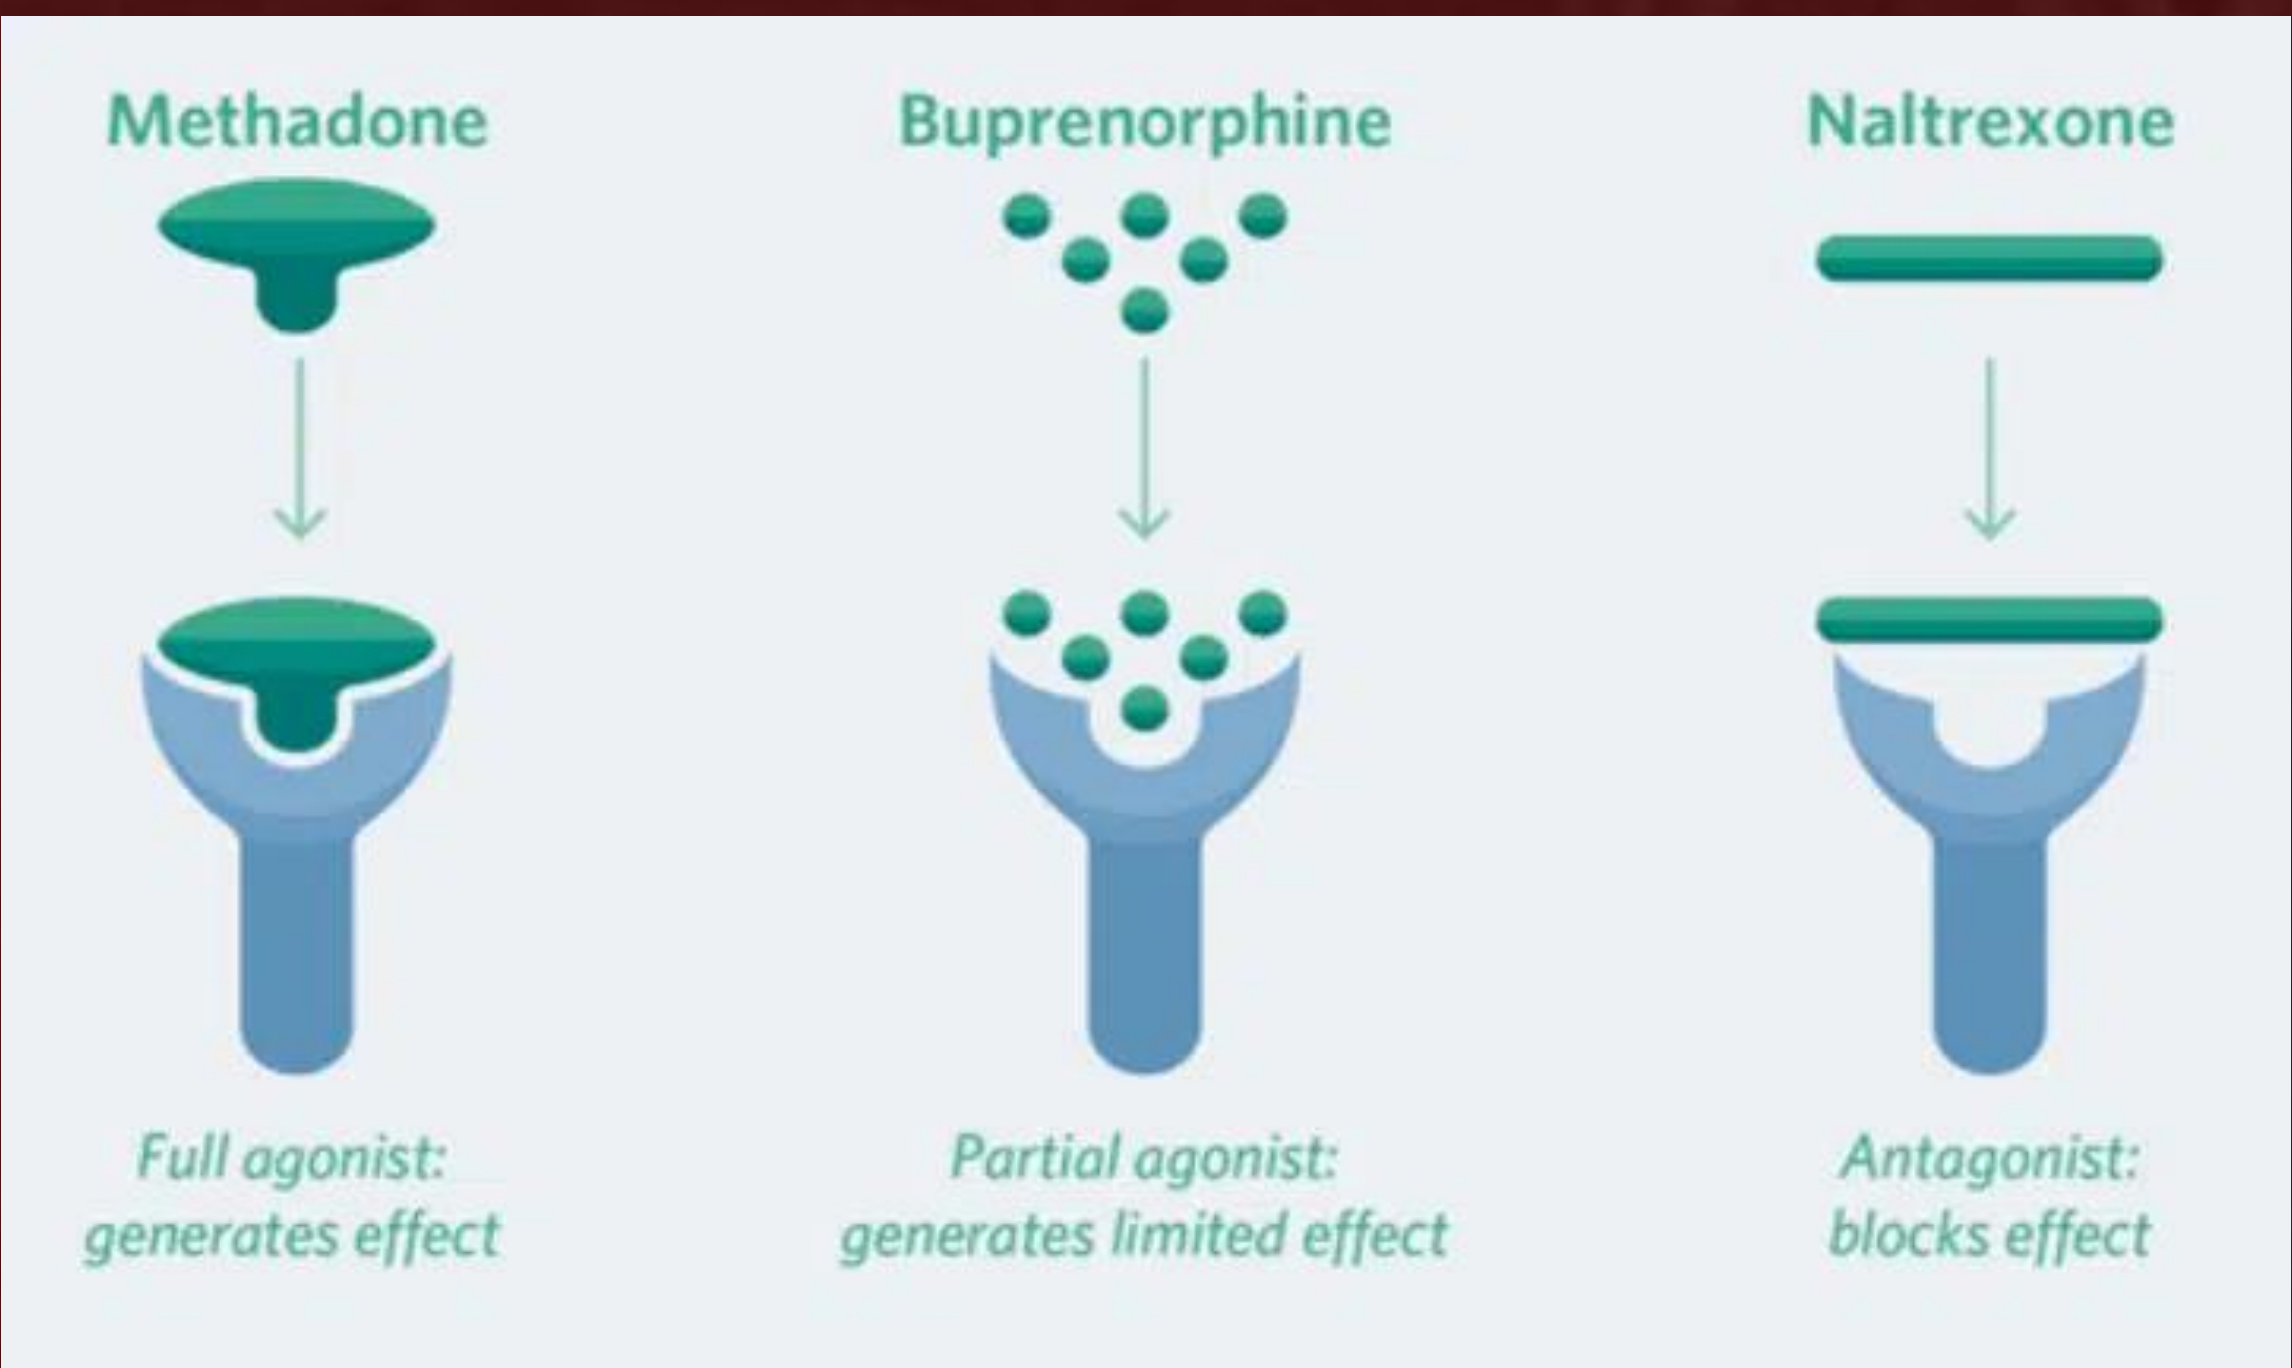 Methadone
Buprenorphine
Naltrexone
Full agonist:
generates effect
Partial agonist:
generates limited effect
Antagonist:
blocks effect